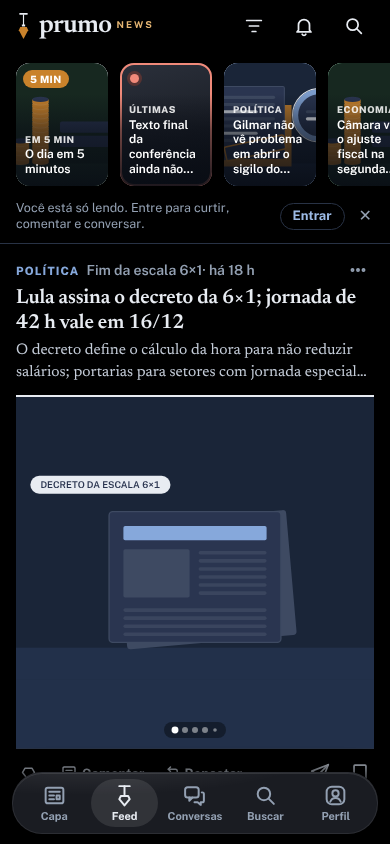 prumo NEWS
5 MIN
EM 5 MIN
O dia em 5
minutos
ÚLTIMAS
Texto final
da
conferência
ainda não...
POLÍTICA
Gilmar não
vê problema
em abrir o
sigilo do...
ECONOMIA
Câmara v
o ajuste
fiscal na
segunda...
Você está só lendo. Entre para curtir,
comentar e conversar.
Entrar
POLÍTICA Fim da escala 6×1 · há 18 h
Lula assina o decreto da 6×1; jornada de
42 h vale em 16/12
O decreto define o cálculo da hora para não reduzir
salários; portarias para setores com jornada especial...
DECRETO DA ESCALA 6×1
Comentar Repostar
Capa
Feed
Conversas
Buscar
Perfil